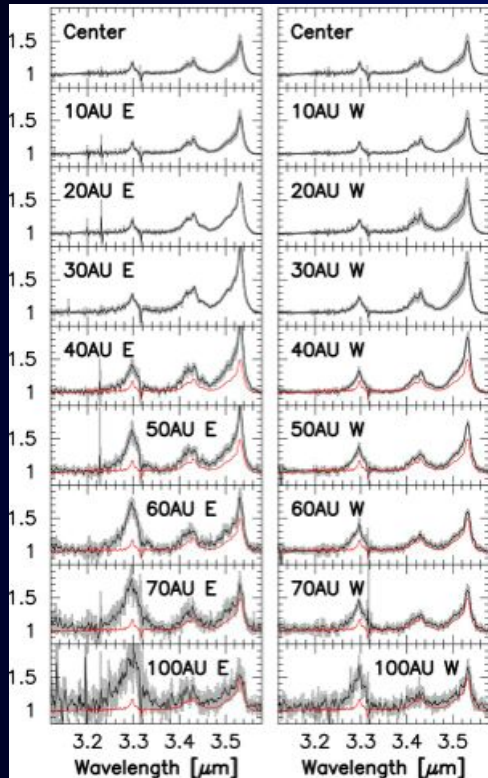 1.5
Center
Center
1
1.5
10AU E
10AU W
1
1.5
20AU E
20AU W
1
1.5
30AU E
30AU W
1
1.5
40AU E
40AU W
1
1.5
50AU E
50AU W
1
1.5
60AU E
60AU W
1
1.5
70AU E
70AU W
1
1.5
100AU E
100AU W
1
3.2 3.3 3.4 3.5
3.2 3.3 3.4 3.5
Wavelength [μm]
Wavelength [μm]